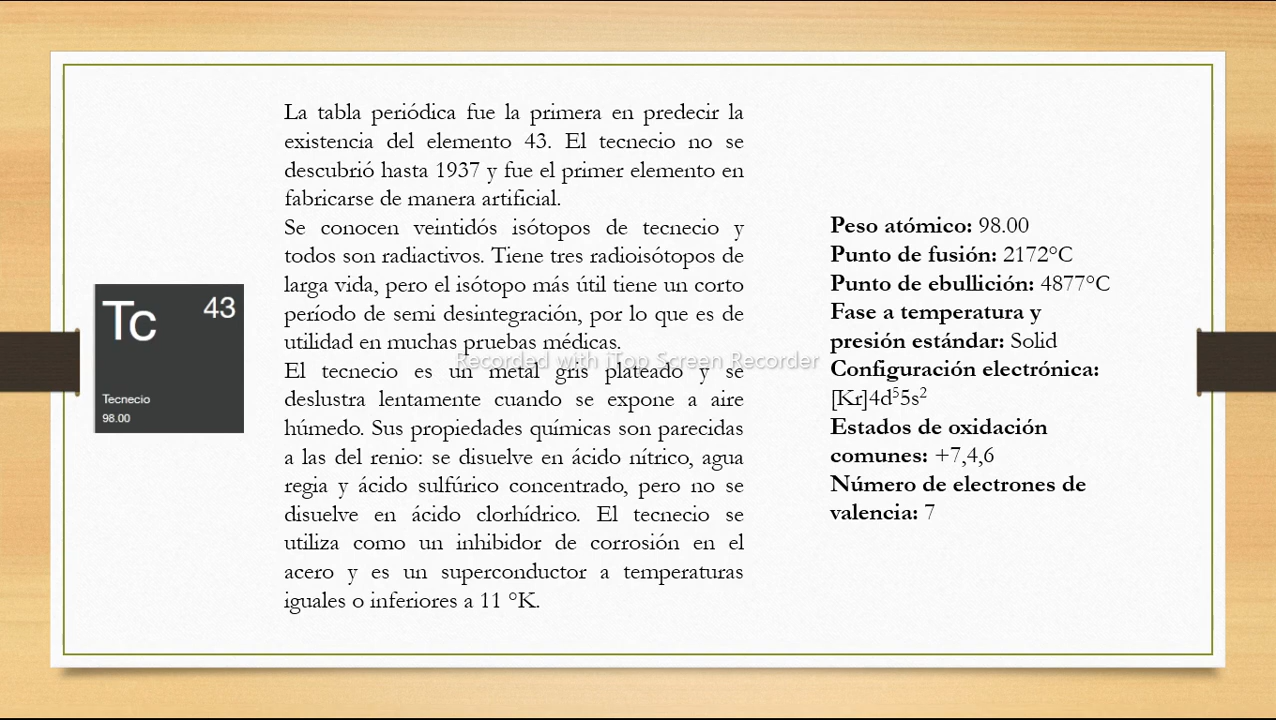 Tc
43
Tecnecio
98.00
La tabla periódica fue la primera en predecir la
existencia del elemento 43. El tecnecio no se
descubrió hasta 1937 y fue el primer elemento en
fabricarse de manera artificial.
Se conocen veintidós isótopos de tecnecio y
todos son radiactivos. Tiene tres radioisótopos de
larga vida, pero el isótopo más útil tiene un corto
período de semi desintegración, por lo que es de
utilidad en muchas pruebas médicas.
El tecnecio es un metal gris plateado y se
deslustra lentamente cuando se expone a aire
húmedo. Sus propiedades químicas son parecidas
a las del renio: se disuelve en ácido nítrico, agua
regia y ácido sulfúrico concentrado, pero no se
disuelve en ácido clorhídrico. El tecnecio se
utiliza como un inhibidor de corrosión en el
acero y es un superconductor a temperaturas
iguales o inferiores a 11 °K.
Recorded with iTop Screen Recorder
Peso atómico: 98.00
Punto de fusión: 2172°C
Punto de ebullición: 4877°C
Fase a temperatura y
presión estándar: Solid
Configuración electrónica:
[Kr]4d⁵5s²
Estados de oxidación
comunes: +7,4,6
Número de electrones de
valencia: 7